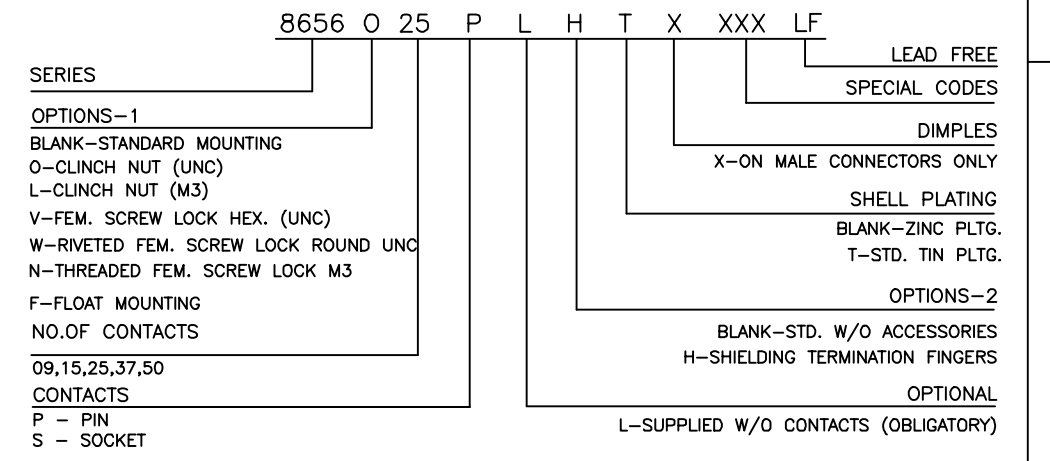 8656 O 25 P L H T X XXX LF
SERIES
OPTIONS-1
BLANK-STANDARD MOUNTING
O-CLINCH NUT (UNC)
L-CLINCH NUT (M3)
V-FEM. SCREW LOCK HEX. (UNC)
W-RIVETED FEM. SCREW LOCK ROUND UNC
N-THREADED FEM. SCREW LOCK M3
F-FLOAT MOUNTING
NO.OF CONTACTS
09,15,25,37,50
CONTACTS
P - PIN
S - SOCKET
LEAD FREE
SPECIAL CODES
DIMPLES
X-ON MALE CONNECTORS ONLY
SHELL PLATING
BLANK-ZINC PLTG.
T-STD. TIN PLTG.
OPTIONS-2
BLANK-STD. W/O ACCESSORIES
H-SHIELDING TERMINATION FINGERS
OPTIONAL
L-SUPPLIED W/O CONTACTS (OBLIGATORY)